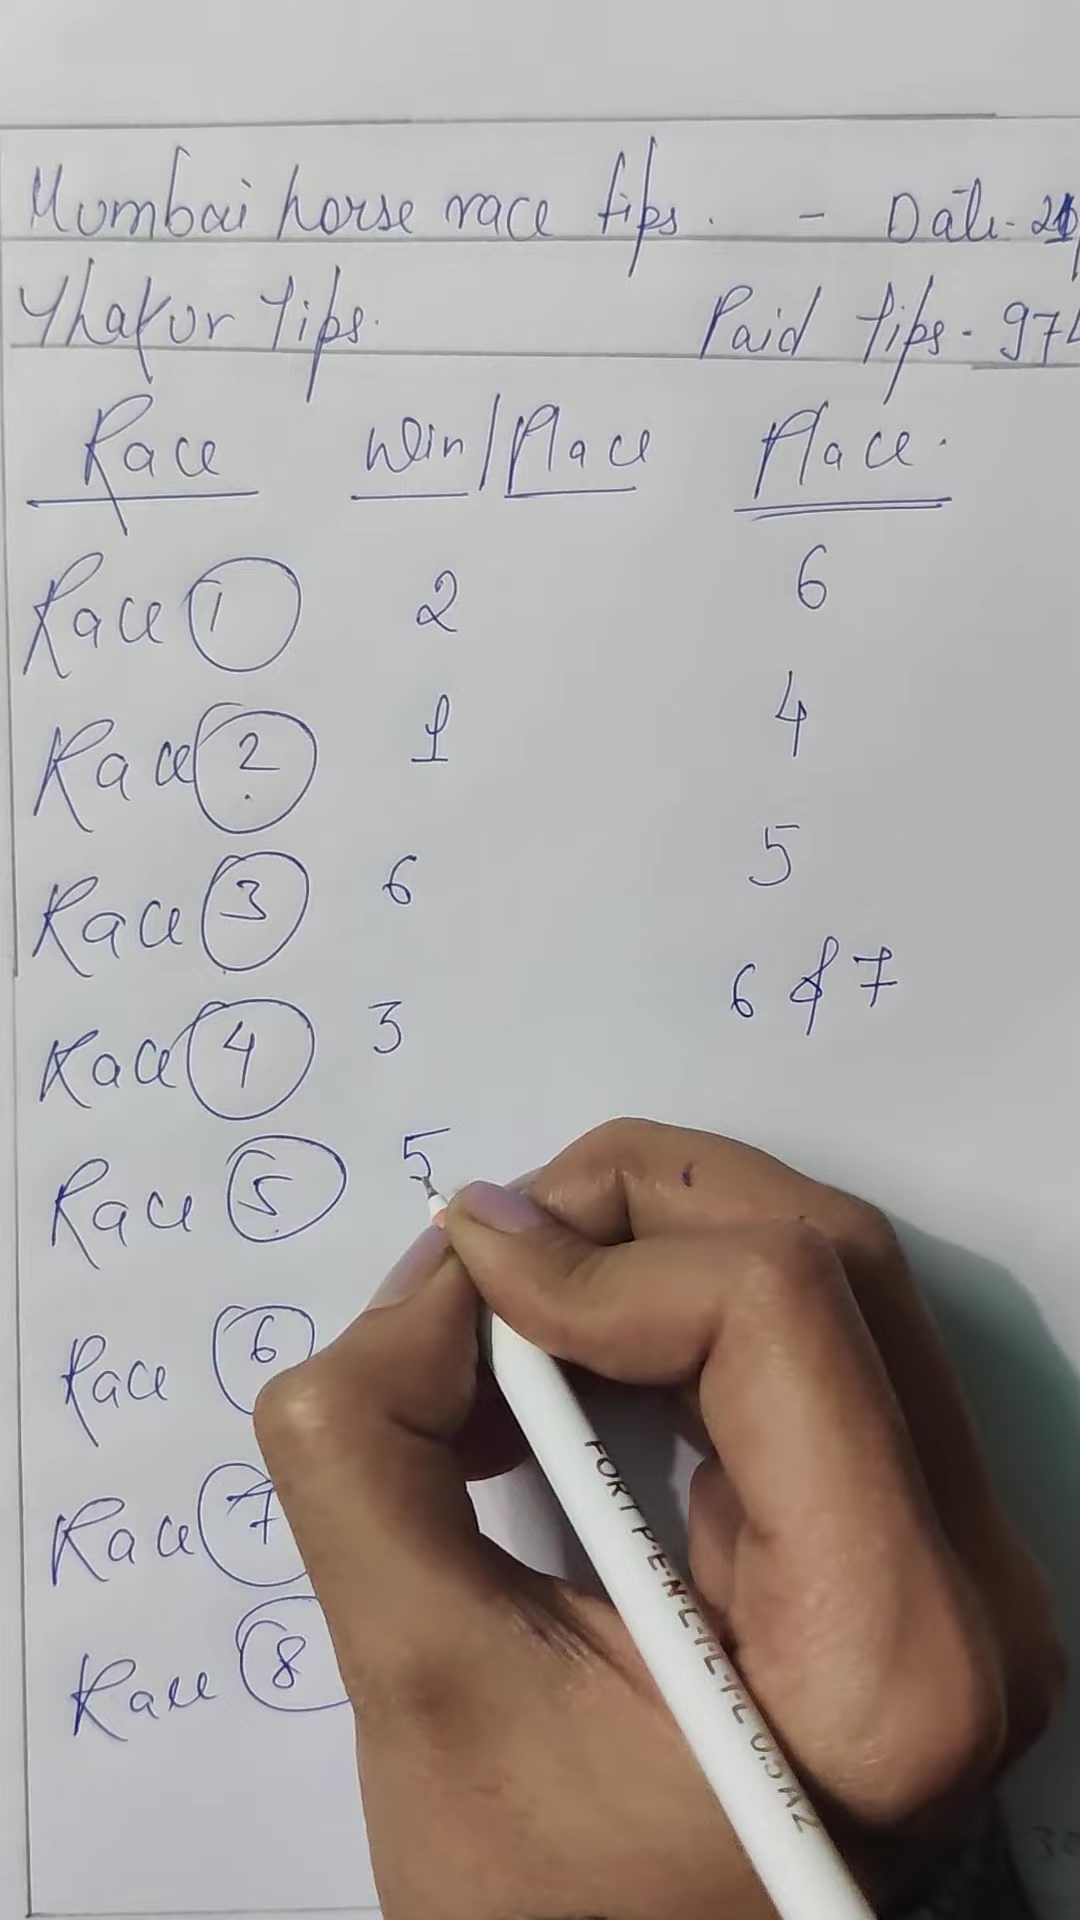 Mumbai horse race tips. - Date-21
Thakur Tips. Paid tips-974
Race Win/Place Place.
Race 1 2 6
Race 2 1 4
Race 3 6 5
Race 4 3 6 & 7
Race 5 5
Race 6
Race 7
Race 8